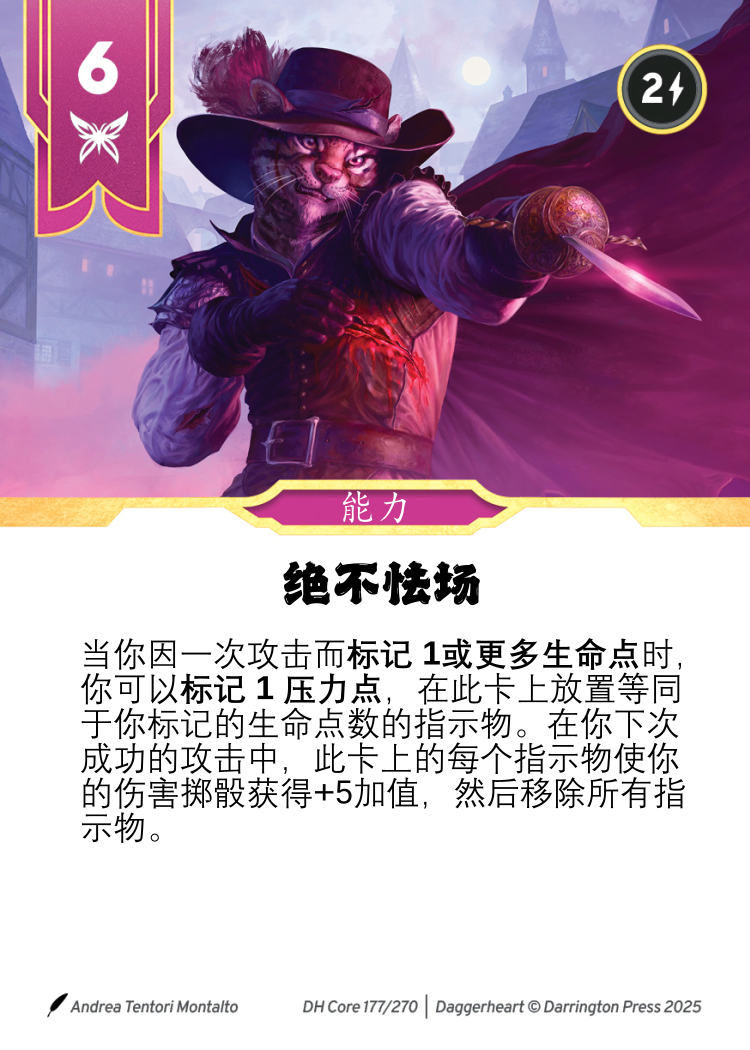 6
2
能力
绝不怯场
当你因一次攻击而标记 1或更多生命点时,
你可以标记 1 压力点，在此卡上放置等同
于你标记的生命点数的指示物。在你下次
成功的攻击中，此卡上的每个指示物使你
的伤害掷骰获得+5加值，然后移除所有指
示物。
Andrea Tentori Montalto
DH Core 177/270 | Daggerheart © Darrington Press 2025